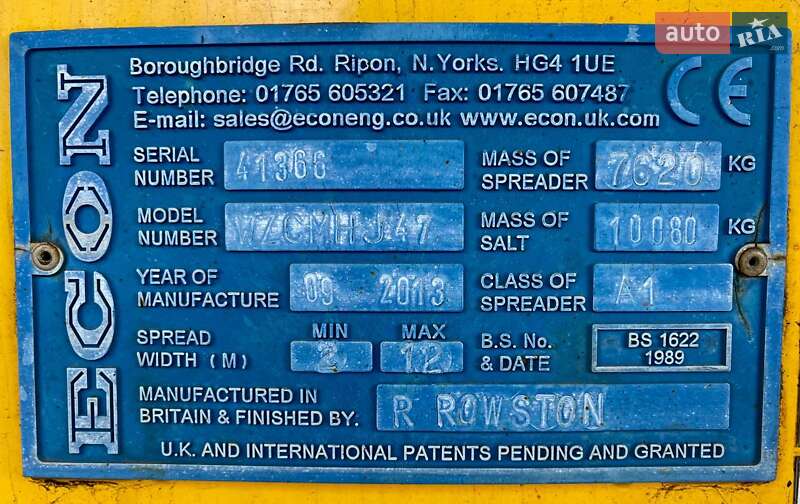 auto RIA.com
ECON
Boroughbridge Rd. Ripon, N.Yorks. HG4 1UE
Telephone: 01765 605321 Fax: 01765 607487
E-mail: sales@econeng.co.uk www.econ.uk.com
CE
SERIAL NUMBER 41366
MASS OF SPREADER 7620 KG
MODEL NUMBER
MASS OF SALT 10080 KG
YEAR OF MANUFACTURE 09 2013
CLASS OF SPREADER A1
SPREAD WIDTH (M) MIN 2 MAX 12
B.S. No. & DATE BS 1622 1989
MANUFACTURED IN BRITAIN & FINISHED BY. R ROWSTON
U.K. AND INTERNATIONAL PATENTS PENDING AND GRANTED